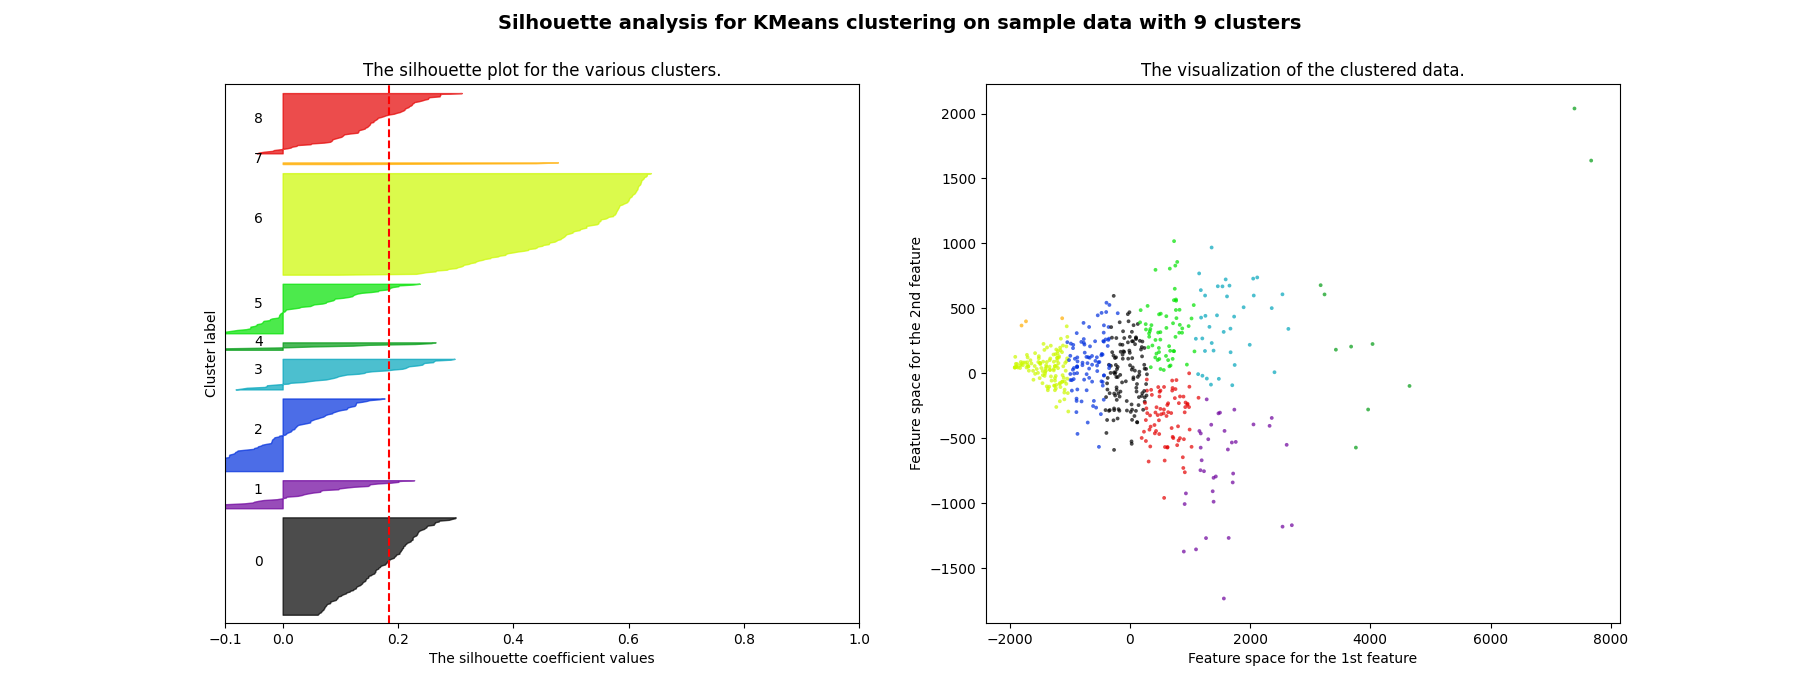 Silhouette analysis for KMeans clustering on sample data with 9 clusters
The silhouette plot for the various clusters.
Cluster label
8
7
6
5
4
3
2
1
0
−0.1 0.0 0.2 0.4 0.6 0.8 1.0
The silhouette coefficient values
The visualization of the clustered data.
Feature space for the 2nd feature
2000
1500
1000
500
0
−500
−1000
−1500
−2000 0 2000 4000 6000 8000
Feature space for the 1st feature